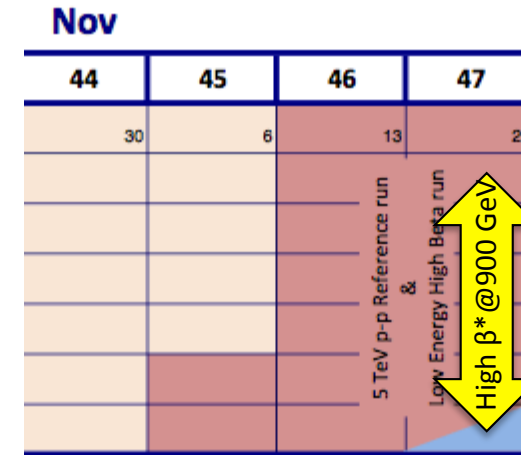 Nov
44 45 46 47
30 6 13 2
5 TeV p-p Reference run
&
Low Energy High Beta run
High β*@900 GeV